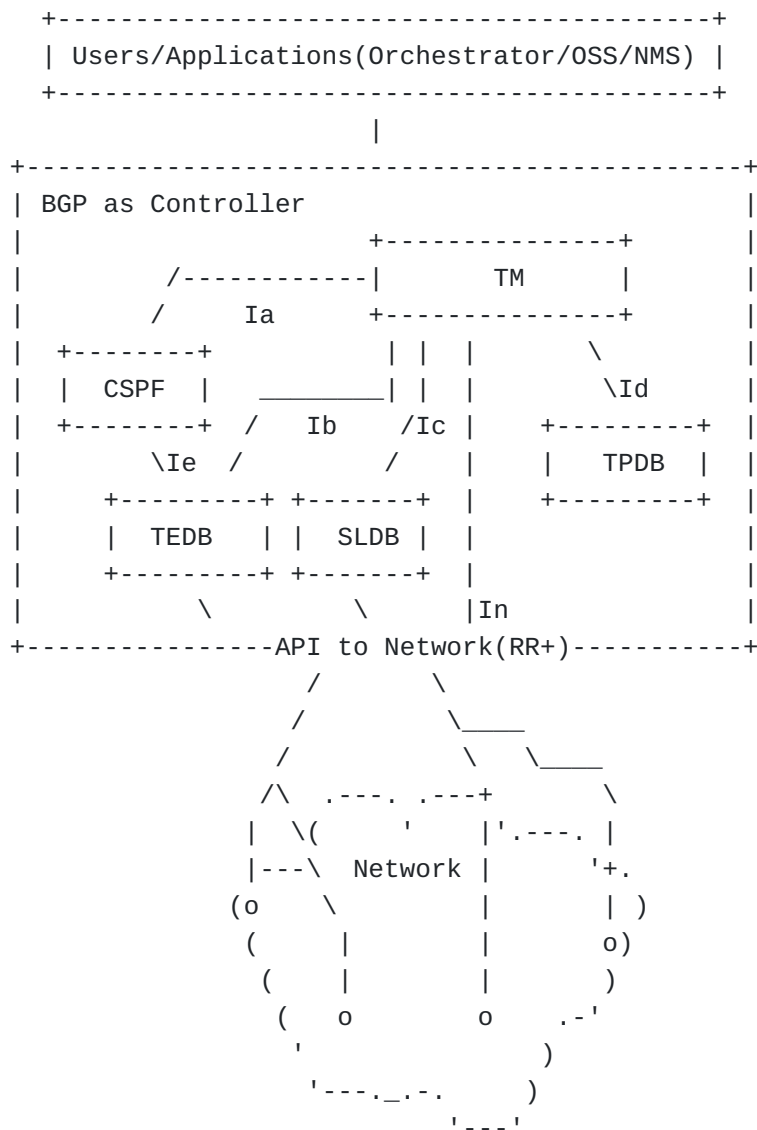 Users/Applications(Orchestrator/OSS/NMS)
BGP as Controller
TM
Ia
CSPF
\Id
Ib /Ic
\Ie
TPDB
TEDB SLDB
In
API to Network(RR+)
Network
o
o
o o